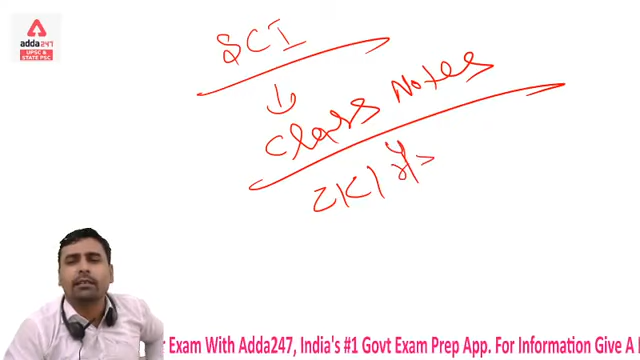 adda247
UPSC &
STATE PSC
SCI
Class Notes
r Exam With Adda247, India's #1 Govt Exam Prep App. For Information Give A